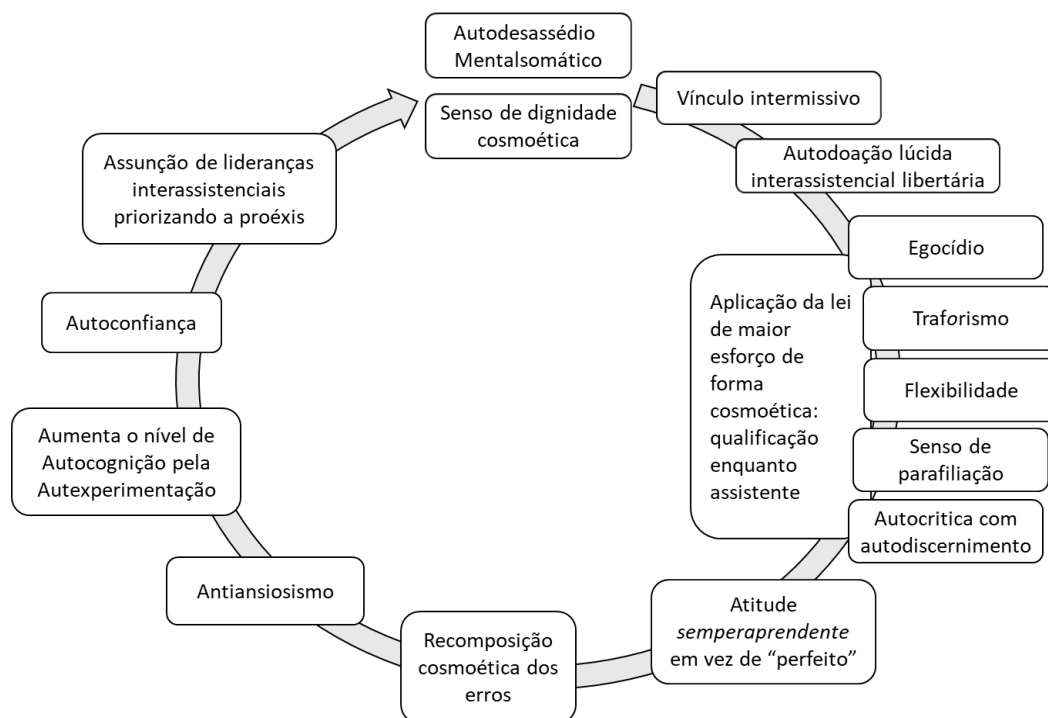 Autodesassédio
Mentalsomático
Senso de dignidade
cosmoética
Vínculo intermissivo
Autodoação lúcida
interassistencial libertária
Egocídio
Traforismo
Flexibilidade
Senso de
parafiliação
Autocritica com
autodiscernimento
Aplicação da lei
de maior
esforço de
forma
cosmoética:
qualificação
enquanto
assistente
Atitude
semperaprendente
em vez de “perfeito”
Recomposição
cosmoética dos
erros
Antiansiosismo
Aumenta o nível de
Autocognição pela
Autexperimentação
Autoconfiança
Assunção de lideranças
interassistenciais
priorizando a proéxis